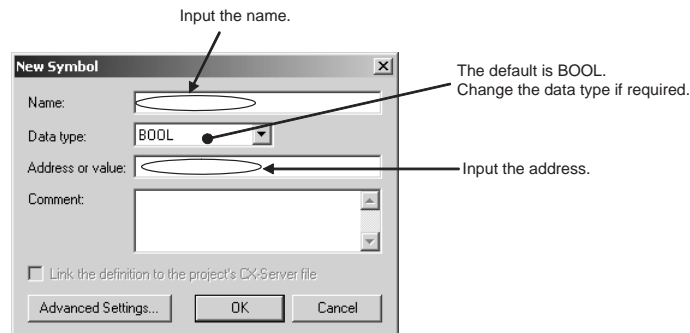 Input the name.
New Symbol
The default is BOOL.
Change the data type if required.
Name:
Data type:
BOOL
Address or value:
Input the address.
Comment:
Link the definition to the project's CX-Server file
Advanced Settings...
OK
Cancel